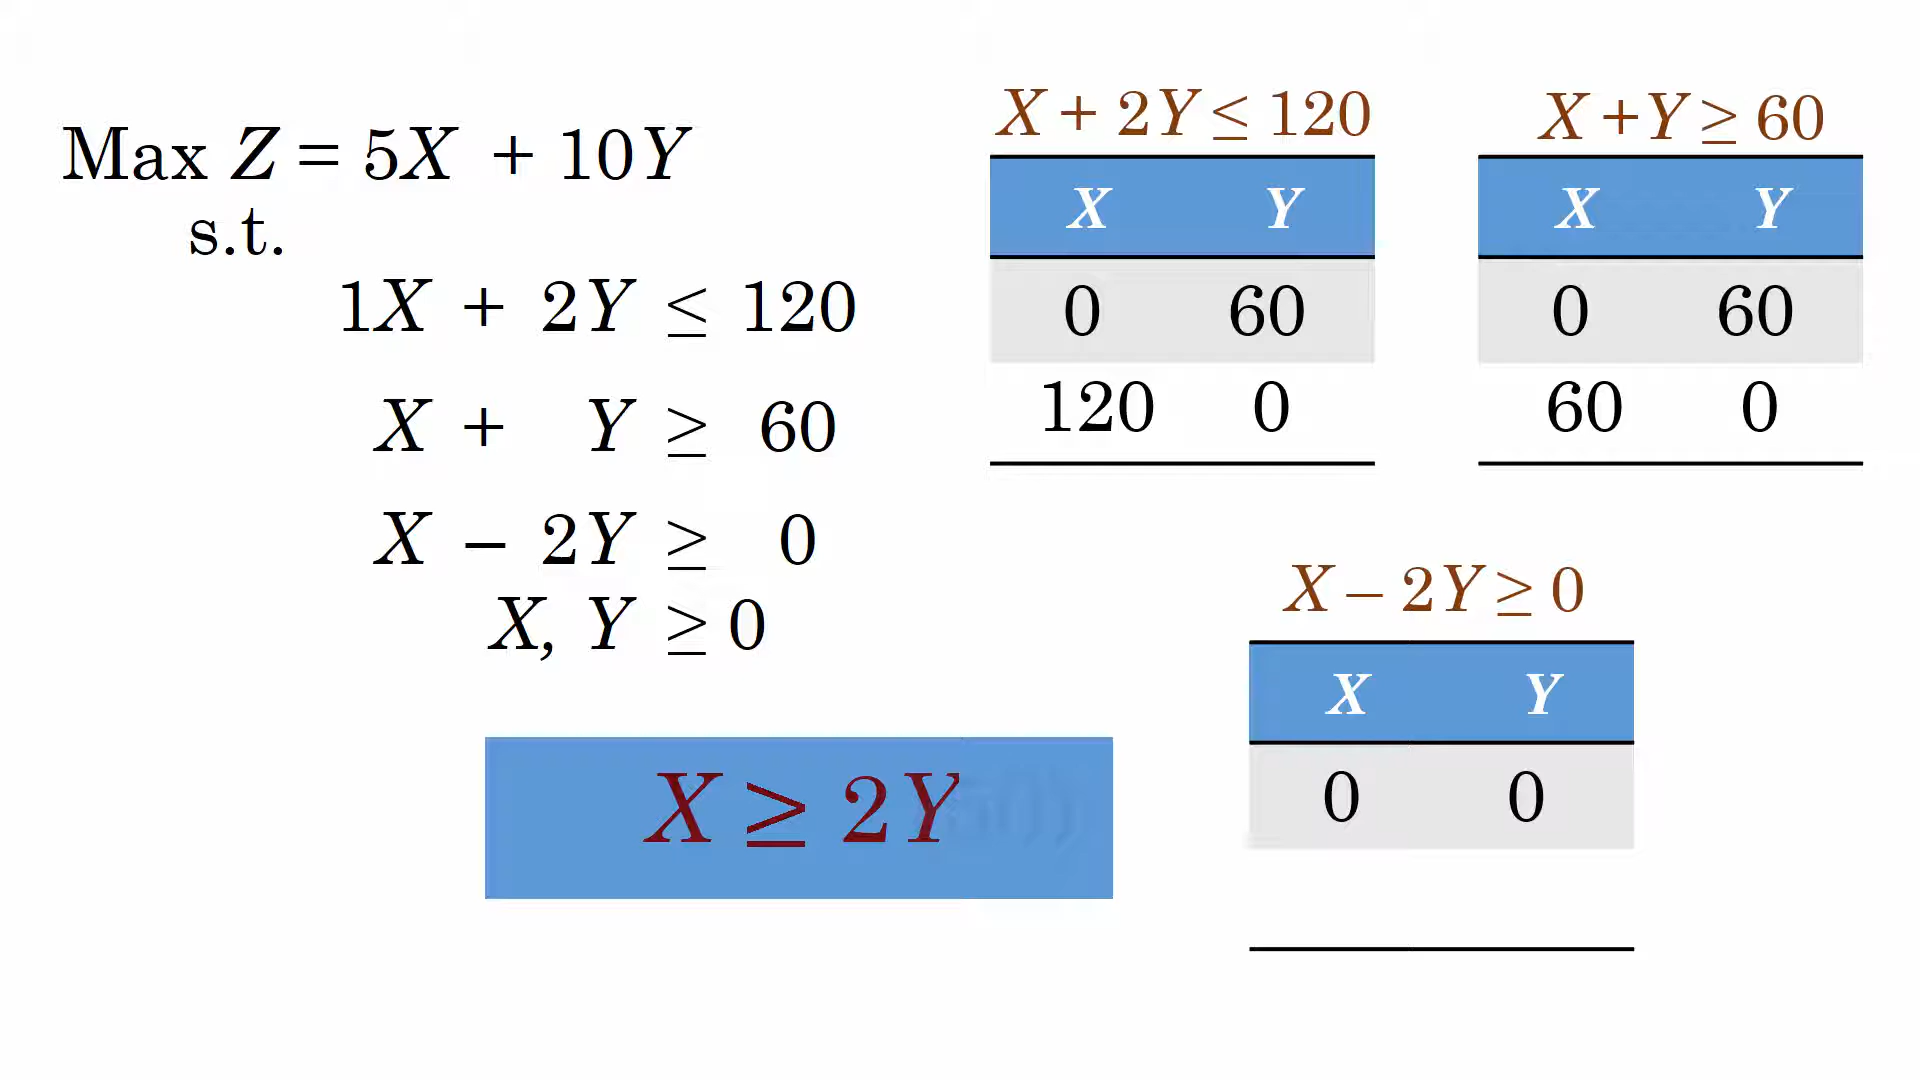 Max Z = 5X + 10Y
s.t.
1X + 2Y ≤ 120
X + Y ≥ 60
X – 2Y ≥ 0
X, Y ≥ 0
X ≥ 2Y
X + 2Y ≤ 120
X Y
0 60
120 0
X + Y ≥ 60
X Y
0 60
60 0
X – 2Y ≥ 0
X Y
0 0